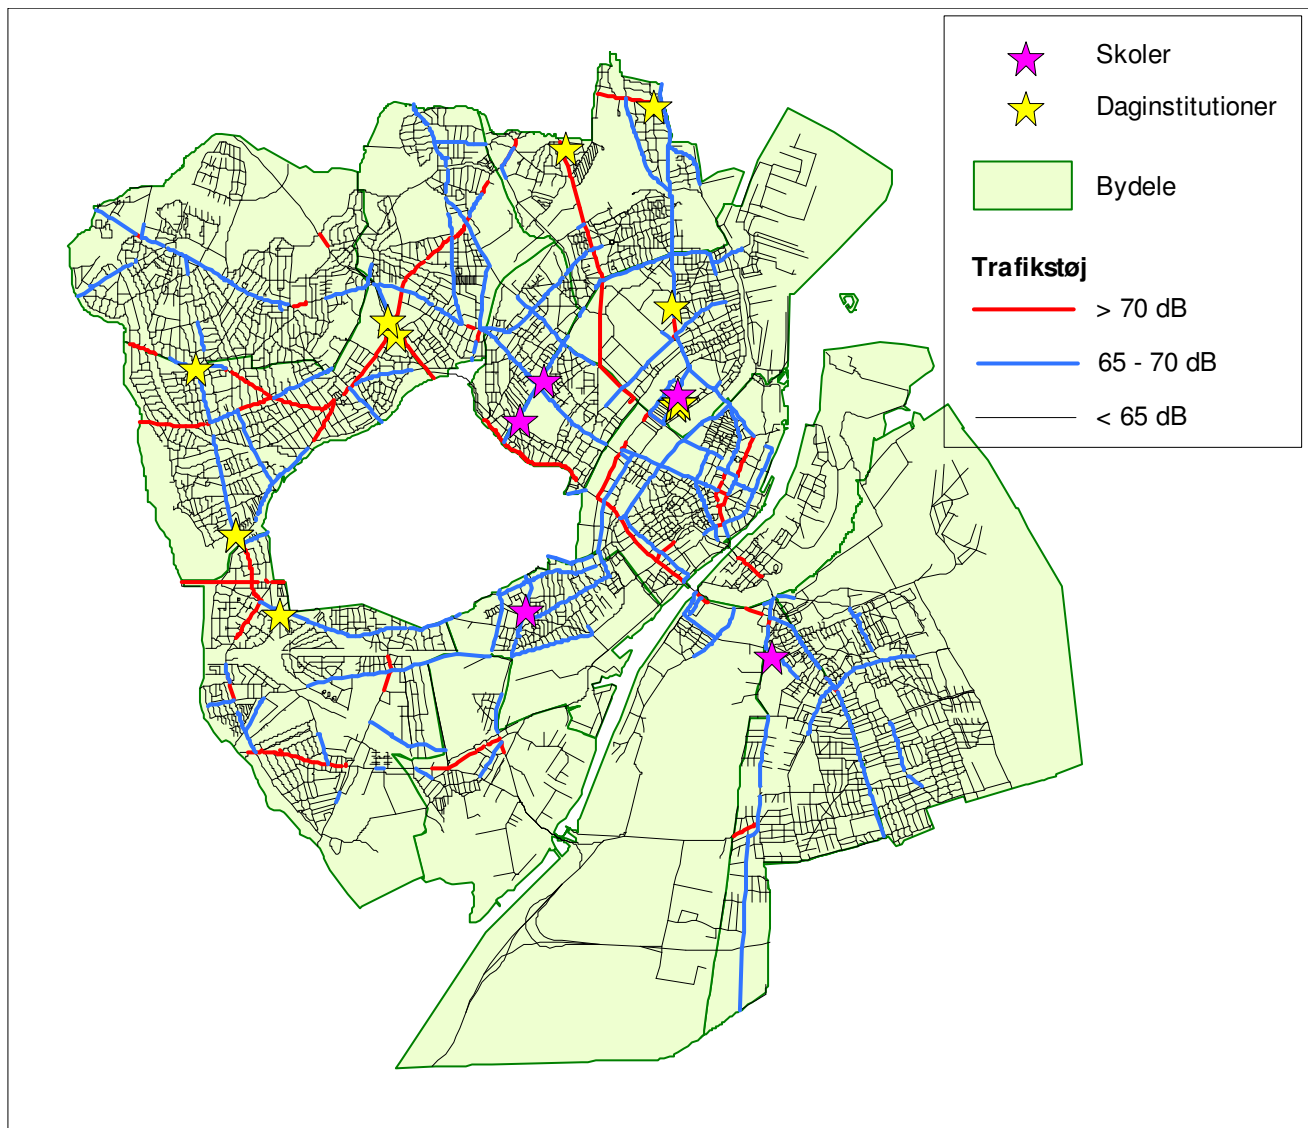 Skoler
Daginstitutioner
Bydele
Trafikstøj
> 70 dB
65 - 70 dB
< 65 dB